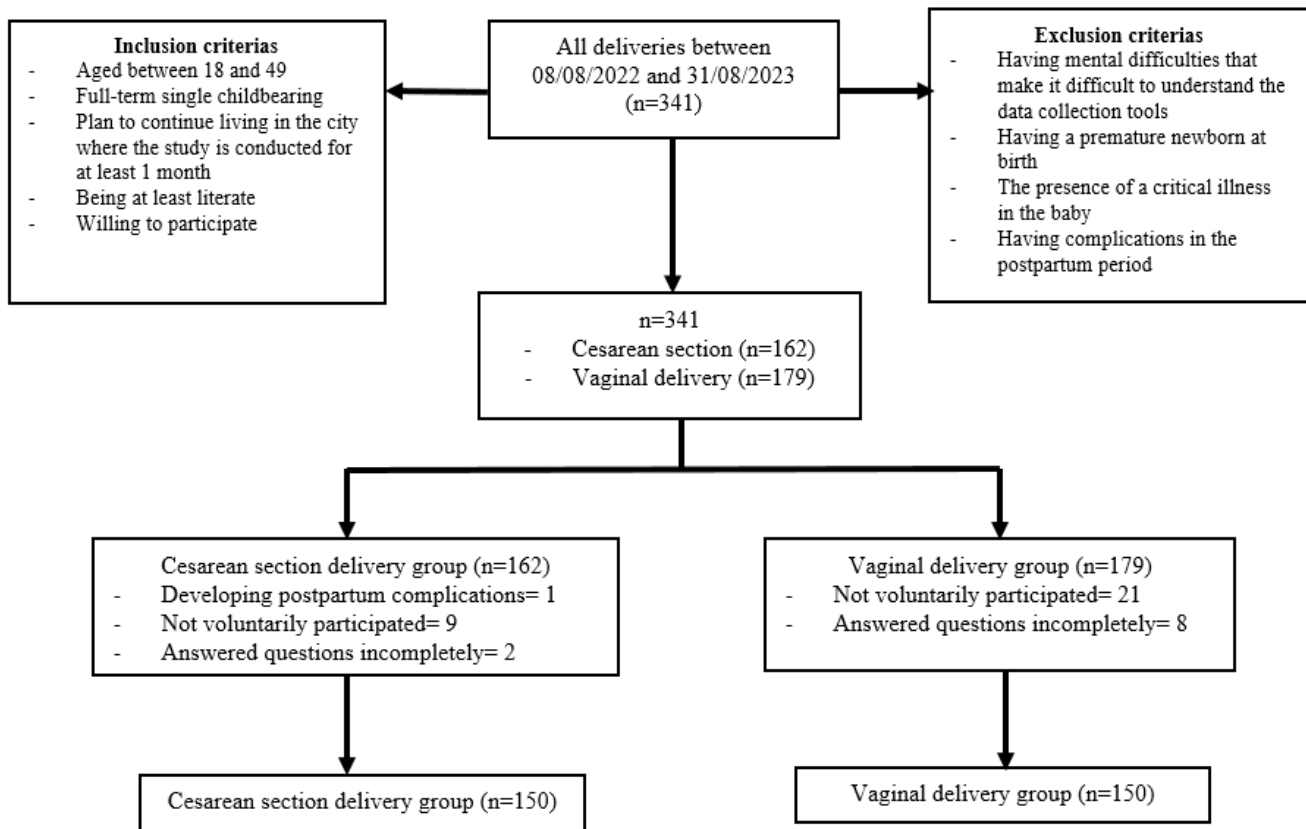 Inclusion criterias
- Aged between 18 and 49
- Full-term single childbearing
- Plan to continue living in the city
where the study is conducted for
at least 1 month
- Being at least literate
- Willing to participate
All deliveries between
08/08/2022 and 31/08/2023
(n=341)
Exclusion criterias
- Having mental difficulties that
make it difficult to understand the
data collection tools
- Having a premature newborn at
birth
- The presence of a critical illness
in the baby
- Having complications in the
postpartum period
n=341
- Cesarean section (n=162)
- Vaginal delivery (n=179)
Cesarean section delivery group (n=162)
- Developing postpartum complications= 1
- Not voluntarily participated= 9
- Answered questions incompletely= 2
Vaginal delivery group (n=179)
- Not voluntarily participated= 21
- Answered questions incompletely= 8
Cesarean section delivery group (n=150)
Vaginal delivery group (n=150)